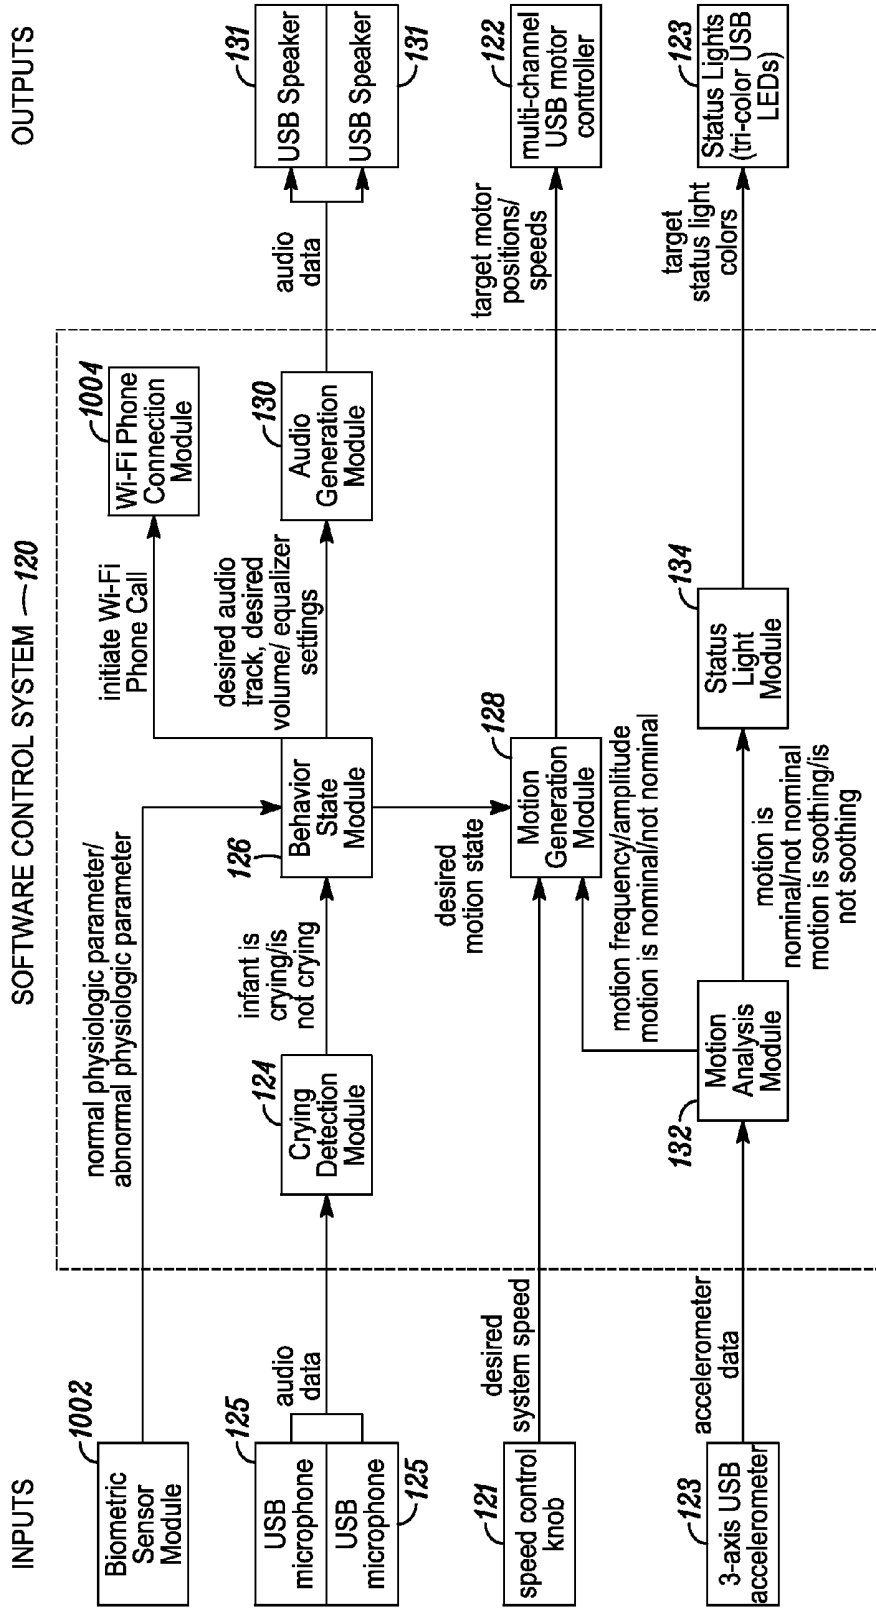 INPUTS
SOFTWARE CONTROL SYSTEM 120
OUTPUTS
1002
Biometric
Sensor
Module
normal physiologic parameter/
abnormal physiologic parameter
initiate Wi-Fi
Phone Call
1004
Wi-Fi Phone
Connection
Module
125
USB
microphone
USB
microphone
125
audio
data
124
Crying
Detection
Module
infant is
crying/is
not crying
126
Behavior
State
Module
desired audio
track, desired
volume/ equalizer
settings
130
Audio
Generation
Module
audio
data
131
USB Speaker
USB Speaker
131
121
speed control
knob
desired
system speed
desired
motion state
128
Motion
Generation
Module
target motor
positions/
speeds
122
multi-channel
USB motor
controller
motion frequency/amplitude
motion is nominal/not nominal
123
3-axis USB
accelerometer
accelerometer
data
132
Motion
Analysis
Module
motion is
nominal/not nominal
motion is soothing/is
not soothing
134
Status
Light
Module
target
status light
colors
123
Status Lights
(tri-color USB
LEDs)